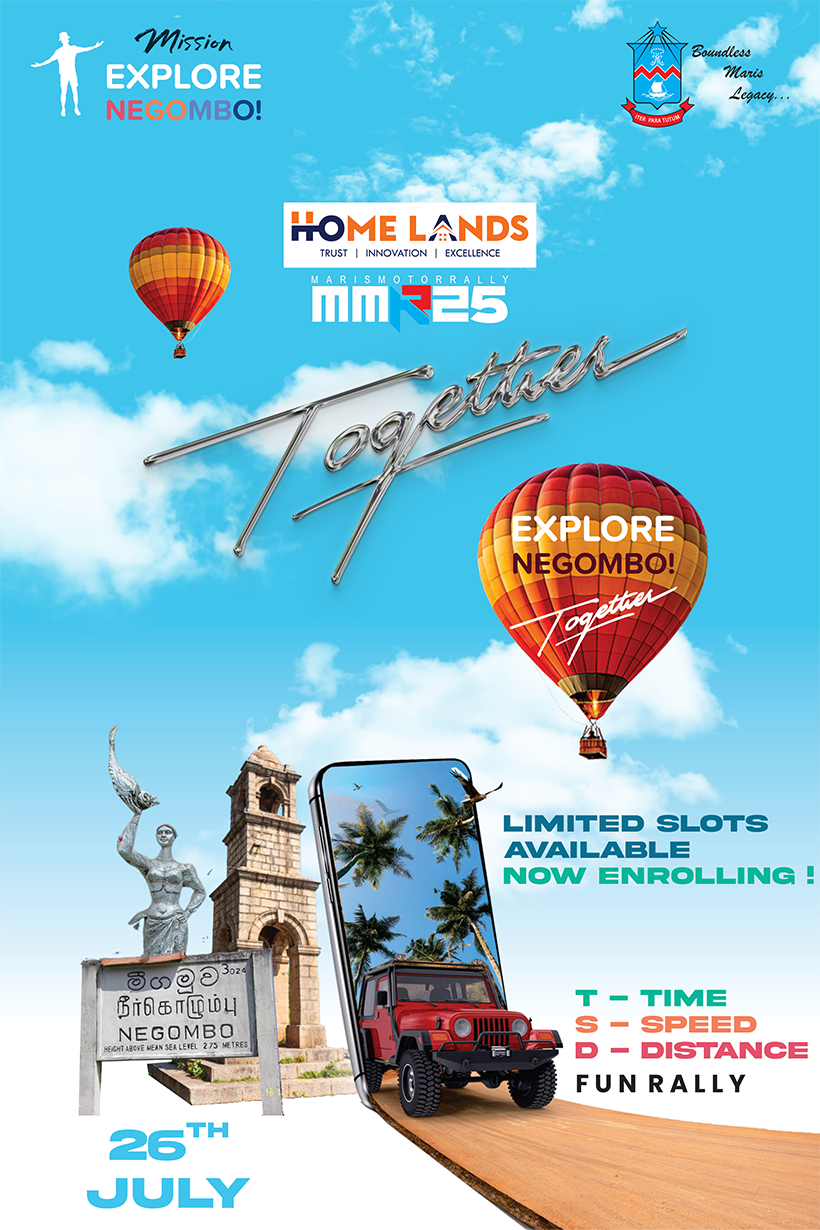 Mission
EXPLORE
NEGOMBO!
Boundless
Maris
Legacy...
ITER PARA TUTUM
HOME LANDS
TRUST | INNOVATION | EXCELLENCE
MARISMOTORRALLY
MMR25
Together
EXPLORE
NEGOMBO!
Together
LIMITED SLOTS
AVAILABLE
NOW ENROLLING !
මීගමුව 3024
நீர்கொழும்பு
NEGOMBO
HEIGHT ABOVE MEAN SEA LEVEL 2.75 METRES
T – TIME
S – SPEED
D – DISTANCE
FUN RALLY
26TH
JULY